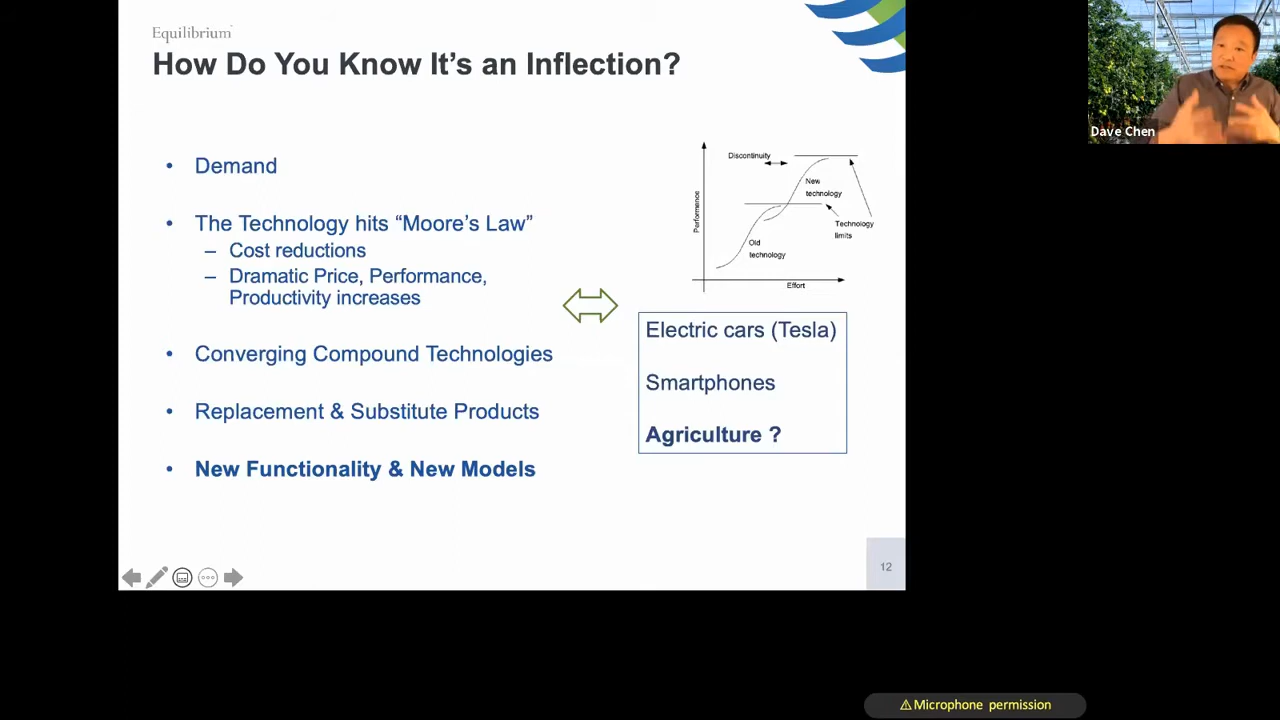 Equilibrium
How Do You Know It's an Inflection?
• Demand
• The Technology hits “Moore's Law”
– Cost reductions
– Dramatic Price, Performance,
Productivity increases
• Converging Compound Technologies
• Replacement & Substitute Products
• New Functionality & New Models
Discontinuity
New
technology
Performance
Technology
limits
Old
technology
Effort
Electric cars (Tesla)
Smartphones
Agriculture ?
12
Dave Chen
⚠Microphone permission